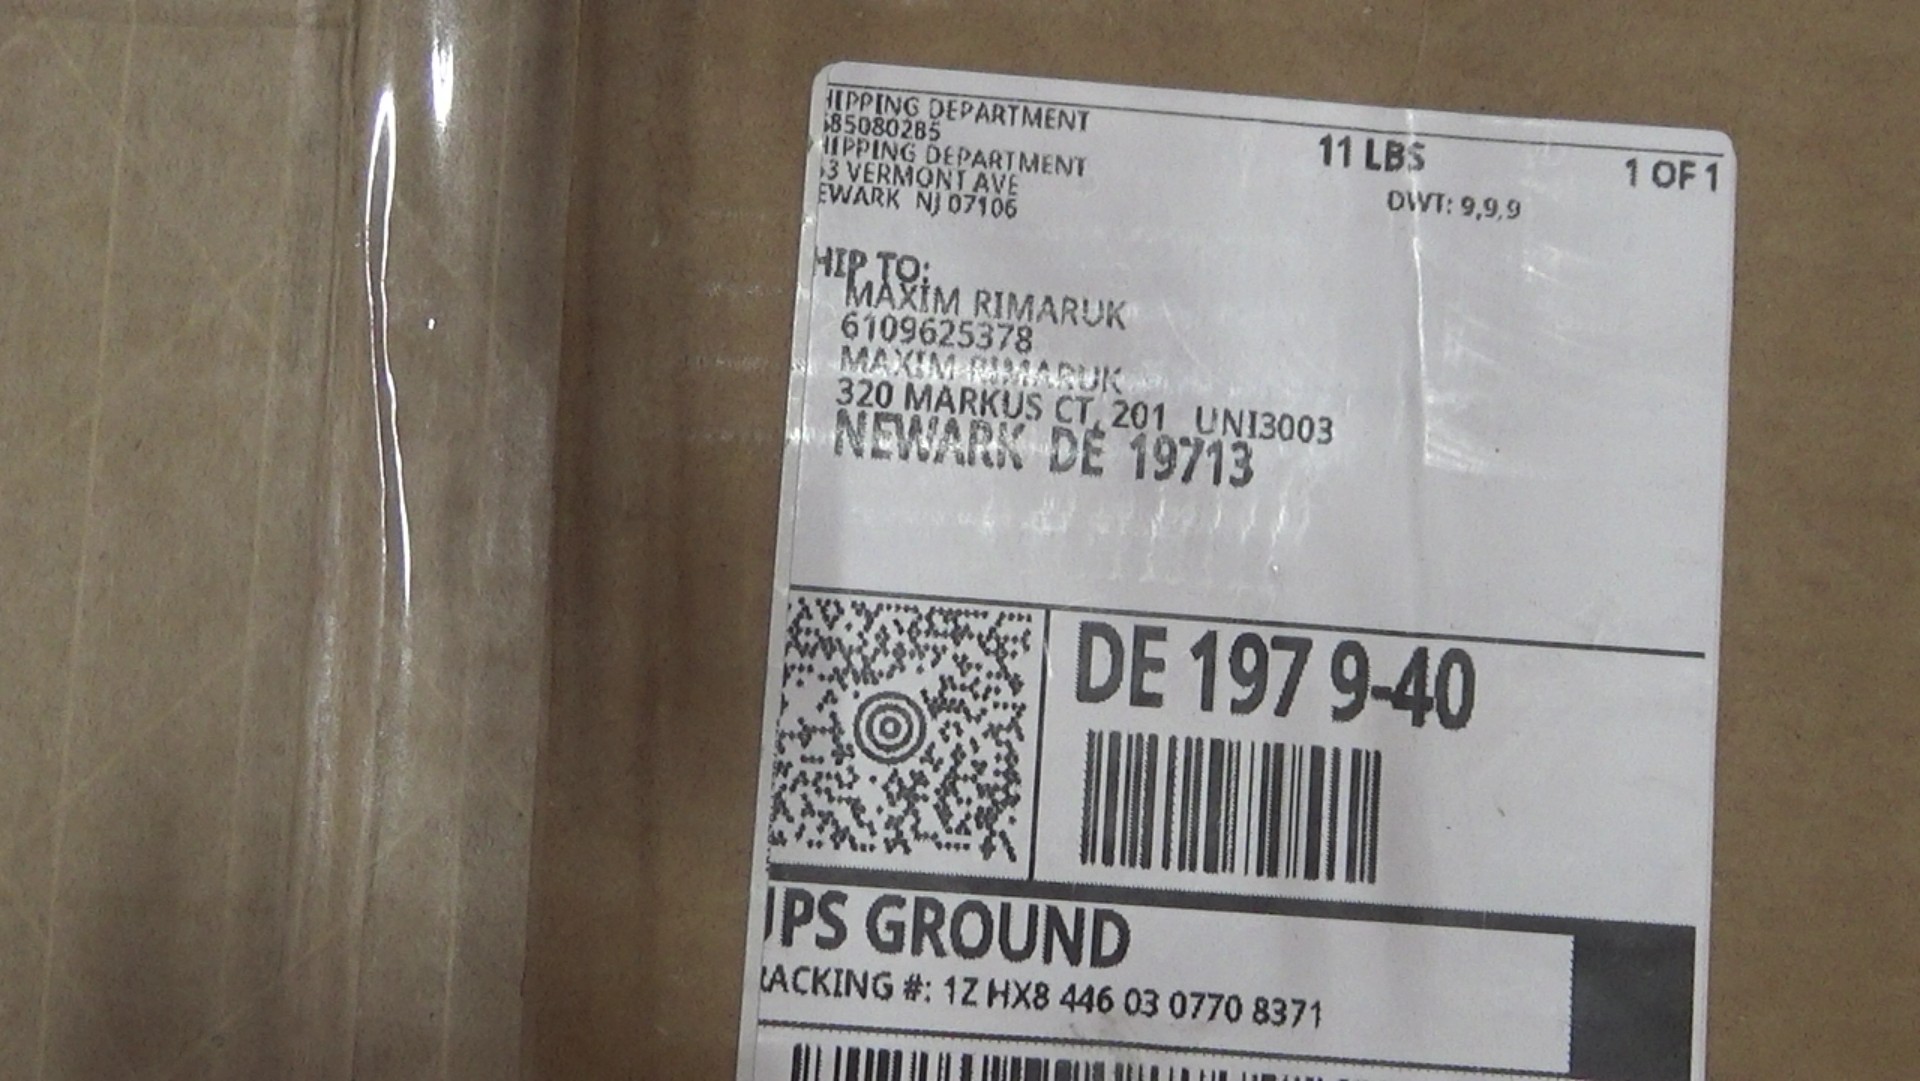 HIPPING DEPARTMENT
585080285
HIPPING DEPARTMENT
3 VERMONT AVE
EWARK NJ 07106
11 LBS
1 OF 1
DWT: 9,9,9
HIP TO:
MAXIM RIMARUK
6109625378
MAXIM RIMARUK
320 MARKUS CT, 201 UNI3003
NEWARK DE 19713
DE 197 9-40
UPS GROUND
RACKING #: 1Z HX8 446 03 0770 8371